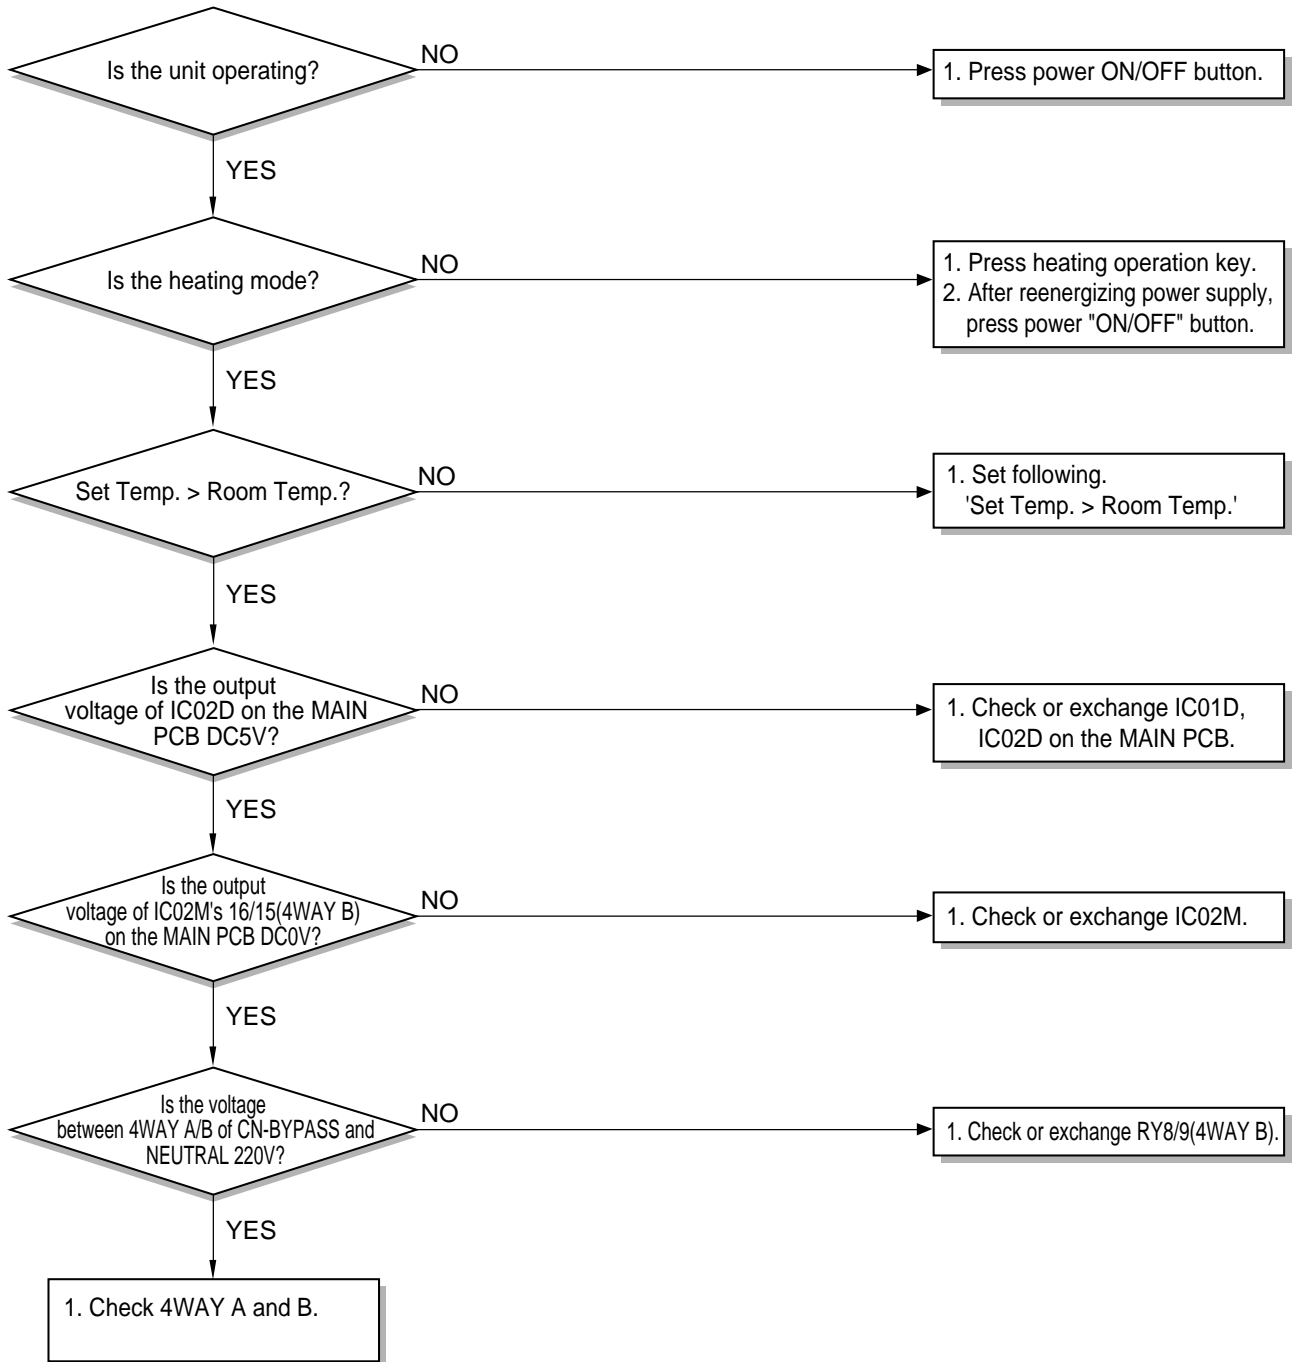 Is the unit operating?
NO
1. Press power ON/OFF button.
YES
Is the heating mode?
NO
1. Press heating operation key.
2. After reenergizing power supply,
press power "ON/OFF" button.
YES
Set Temp. > Room Temp.?
NO
1. Set following.
'Set Temp. > Room Temp.'
YES
Is the output
voltage of IC02D on the MAIN
PCB DC5V?
NO
1. Check or exchange IC01D,
IC02D on the MAIN PCB.
YES
Is the output
voltage of IC02M's 16/15(4WAY B)
on the MAIN PCB DC0V?
NO
1. Check or exchange IC02M.
YES
Is the voltage
between 4WAY A/B of CN-BYPASS and
NEUTRAL 220V?
NO
1. Check or exchange RY8/9(4WAY B).
YES
1. Check 4WAY A and B.